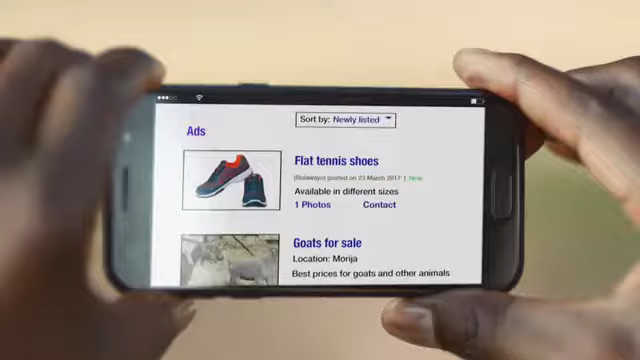 Sort by: Newly listed
Ads
Flat tennis shoes
(Bolawayo) posted on 23 March 2017 | New
Available in different sizes
1 Photos Contact
Goats for sale
Location: Morija
Best prices for goats and other animals